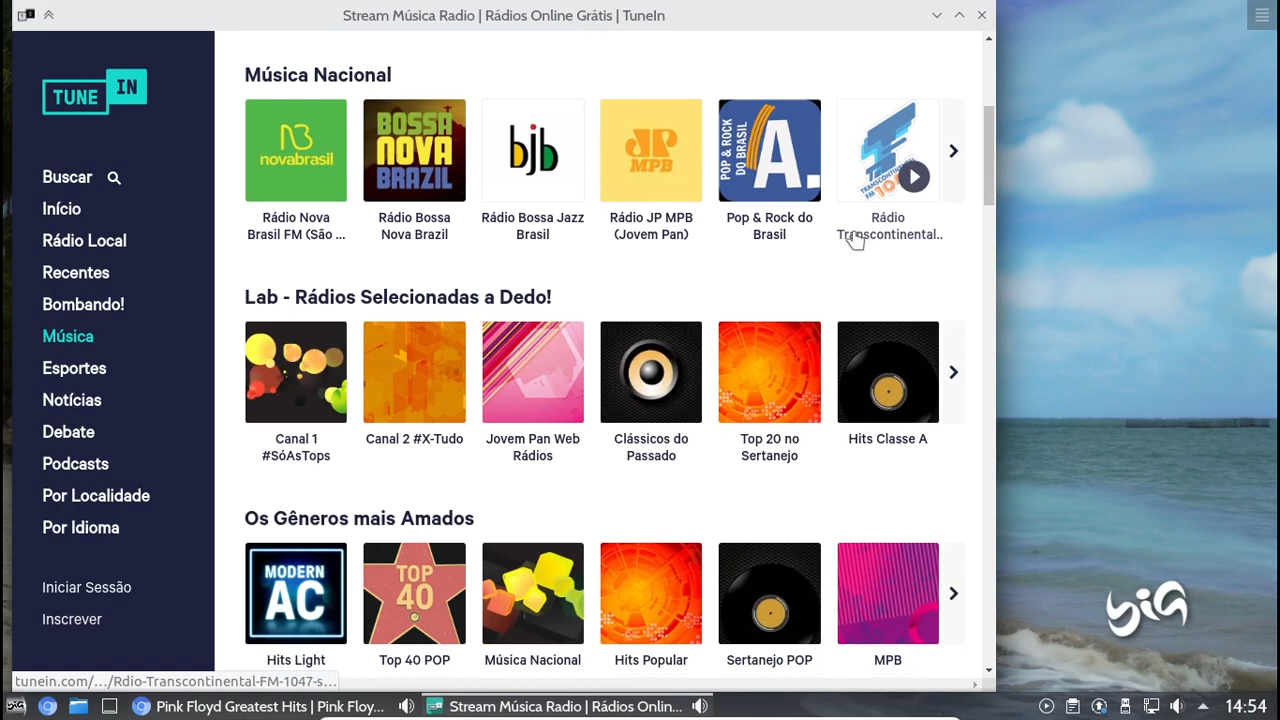 Stream Música Radio | Rádios Online Grátis | TuneIn
TUNE IN
Buscar
Início
Rádio Local
Recentes
Bombando!
Música
Esportes
Notícias
Debate
Podcasts
Por Localidade
Por Idioma
Iniciar Sessão
Inscrever
Música Nacional
novabrasil
BOSSA
NOVA
BRAZIL
bjb
JP
MPB
POP & ROCK
DO BRASIL
A.
TRANSCONTINENTAL
Rádio Nova
Brasil FM (São ...
Rádio Bossa
Nova Brazil
Rádio Bossa Jazz
Brasil
Rádio JP MPB
(Jovem Pan)
Pop & Rock do
Brasil
Rádio
Transcontinental..
Lab - Rádios Selecionadas a Dedo!
Canal 1
#SóAsTops
Canal 2 #X-Tudo
Jovem Pan Web
Rádios
Clássicos do
Passado
Top 20 no
Sertanejo
Hits Classe A
Os Gêneros mais Amados
MODERN
AC
TOP
40
Hits Light
Top 40 POP
Música Nacional
Hits Popular
Sertanejo POP
MPB
tunein.com/.../Rdio-Transcontinental-FM-1047-s...
BIG
Pink Floyd Greatest Hits | Pink Floy...
Stream Música Radio | Rádios Onlin...
14:54